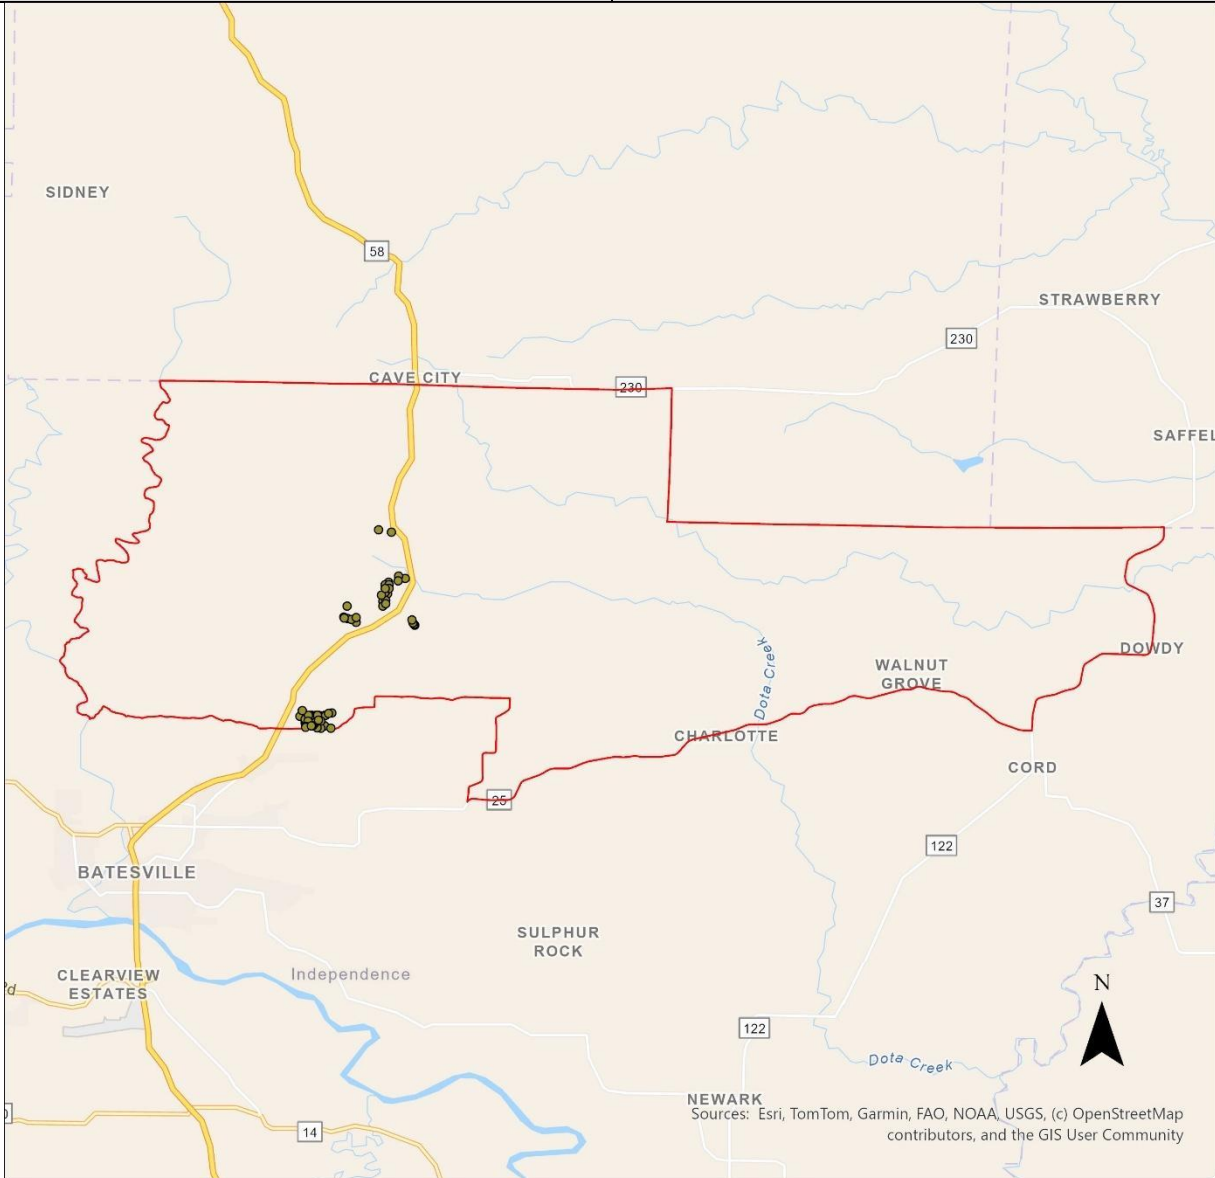 SIDNEY
58
STRAWBERRY
230
CAVE CITY
230
SAFFEL
Dota Creek
DOWDY
WALNUT
GROVE
CHARLOTTE
CORD
25
122
BATESVILLE
37
SULPHUR
ROCK
CLEARVIEW
ESTATES
Independence
N
122
Dota Creek
NEWARK
Sources: Esri, TomTom, Garmin, FAO, NOAA, USGS, (c) OpenStreetMap
contributors, and the GIS User Community
14